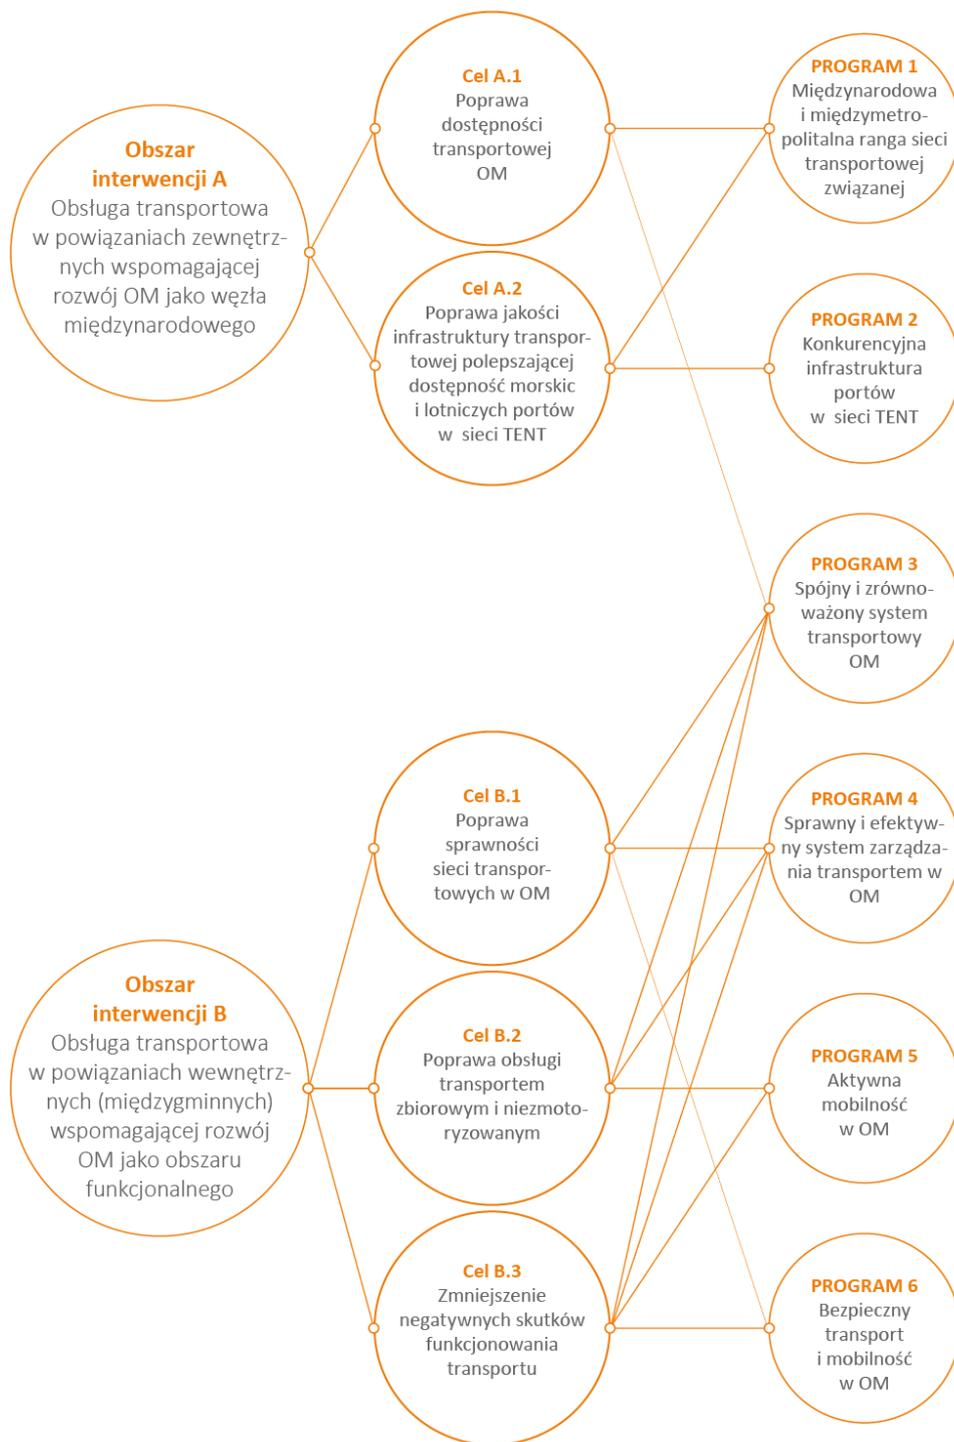 Obszar
interwencji A
Obsługa transportowa
w powiązaniach zewnętrz-
nych wspomagającej
rozwój OM jako węzła
międzynarodowego
Cel A.1
Poprawa
dostępności
transportowej
OM
Cel A.2
Poprawa jakości
infrastruktury transpor-
towej polepszającej
dostępność morskic
i lotniczych portów
w sieci TENT
PROGRAM 1
Międzynarodowa
i międzymetro-
politalna ranga sieci
transportowej
związanej
PROGRAM 2
Konkurencyjna
infrastruktura
portów
w sieci TENT
PROGRAM 3
Spójny i zrówno-
ważony system
transportowy
OM
Obszar
interwencji B
Obsługa transportowa
w powiązaniach wewnętrz-
nych (międzygminnych)
wspomagającej rozwój
OM jako obszaru
funkcjonalnego
Cel B.1
Poprawa
sprawności
sieci transpor-
towych w OM
Cel B.2
Poprawa obsługi
transportem
zbiorowym i niezmoto-
ryzowanym
Cel B.3
Zmniejszenie
negatywnych skutków
funkcjonowania
transportu
PROGRAM 4
Sprawny i efektyw-
ny system zarządza-
nia transportem w
OM
PROGRAM 5
Aktywna
mobilność
w OM
PROGRAM 6
Bezpieczny
transport
i mobilność
w OM